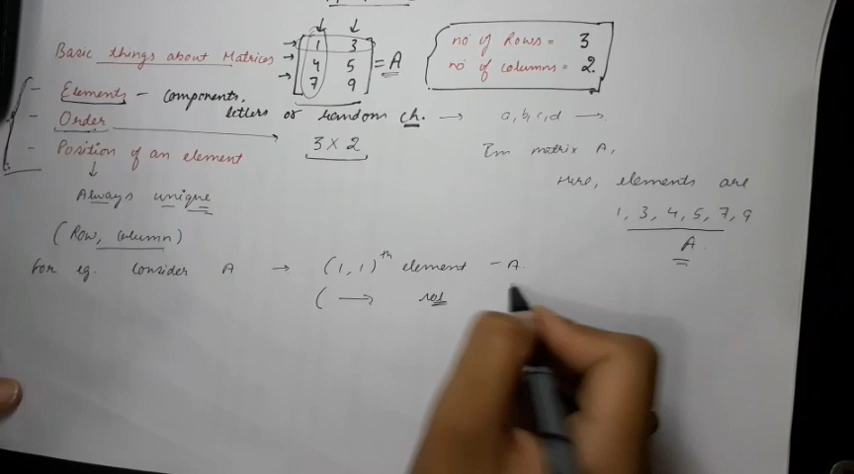 Basic things about Matrices
1 3
4 5 = A
7 9
no of Rows = 3
no of columns = 2.
- Elements - components,
letters or random ch. → a, b, c, d →
- Order → 3 × 2
- Position of an element
↓
Always unique
(Row, column)
In matrix A,
Here, elements are
1, 3, 4, 5, 7, 9
A
For eg. consider A → (1, 1)th element - A.
( →